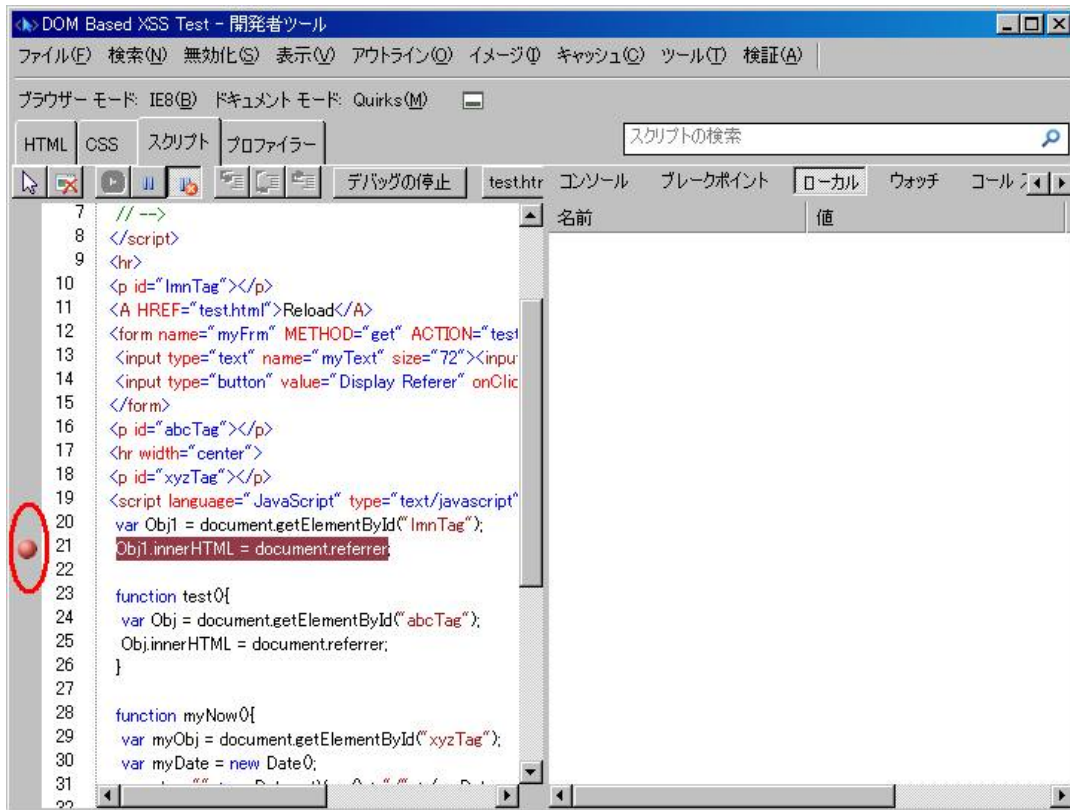 DOM Based XSS Test - 開発者ツール
ファイル(F) 検索(N) 無効化(S) 表示(V) アウトライン(O) イメージ(I) キャッシュ(C) ツール(T) 検証(A)
ブラウザー モード: IE8(B) ドキュメント モード: Quirks(M)
HTML CSS スクリプト プロファイラー スクリプトの検索
デバッグの停止 test.htr コンソール ブレークポイント ローカル ウォッチ コール
名前 値
7 // -->
8 </script>
9 <hr>
10 <p id="lmnTag"></p>
11 <A HREF="test.html">Reload</A>
12 <form name="myFrm" METHOD="get" ACTION="test
13 <input type="text" name="myText" size="72"><inpu
14 <input type="button" value="Display Referer" onClic
15 </form>
16 <p id="abcTag"></p>
17 <hr width="center">
18 <p id="xyzTag"></p>
19 <script language="JavaScript" type="text/javascript"
20 var Obj1 = document.getElementById("lmnTag");
21 Obj1.innerHTML = document.referrer;
22
23 function test(){
24 var Obj = document.getElementById("abcTag");
25 Obj.innerHTML = document.referrer;
26 }
27
28 function myNow(){
29 var myObj = document.getElementById("xyzTag");
30 var myDate = new Date();
31